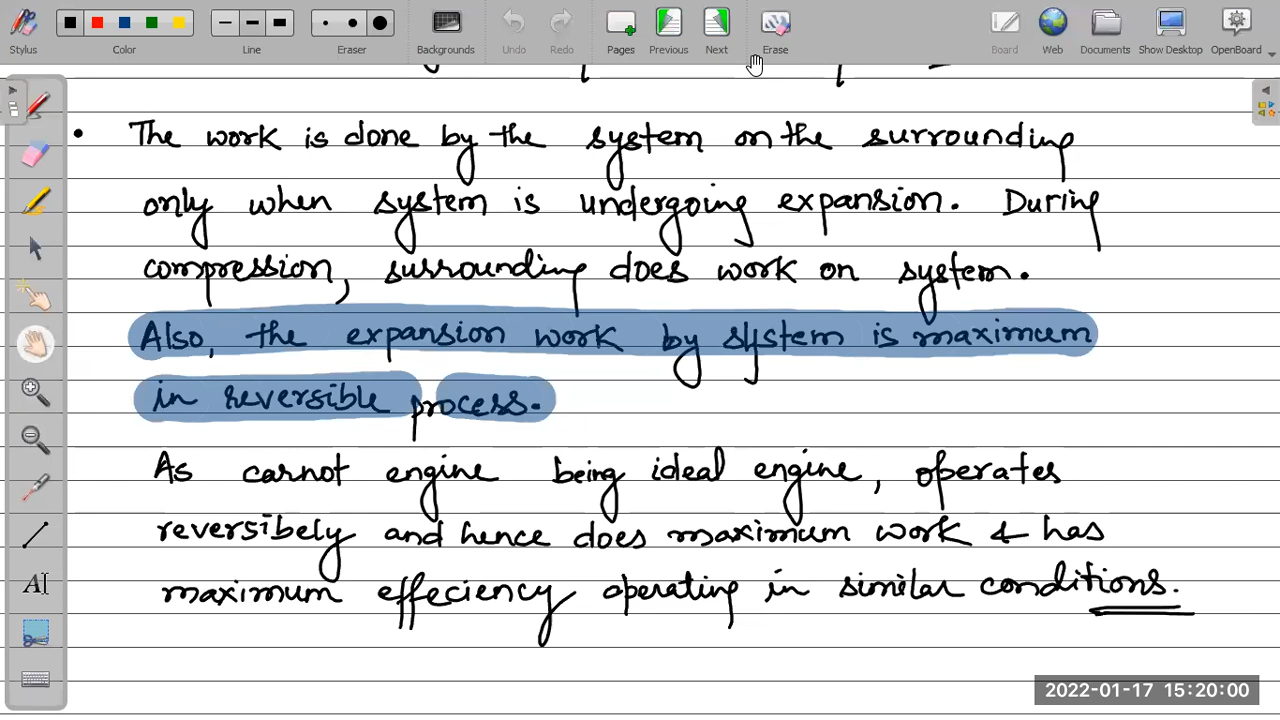 Stylus
Color
Line
Eraser
Backgrounds
Undo
Redo
Pages
Previous
Next
Erase
Board
Web
Documents
Show Desktop
OpenBoard
• The work is done by the system on the surrounding
only when system is undergoing expansion. During
compression, surrounding does work on system.
Also, the expansion work by system is maximum
in reversible process.
As carnot engine being ideal engine, operates
reversibely and hence does maximum work & has
maximum effeciency operating in similar conditions.
AI
2022-01-17 15:20:00